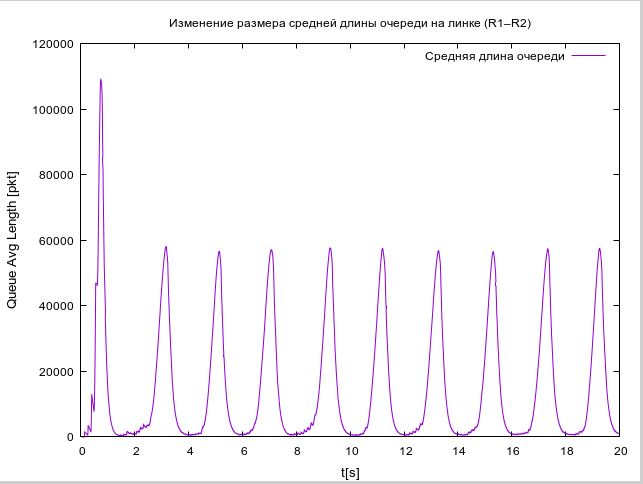 Изменение размера средней длины очереди на линке (R1–R2)
Средняя длина очереди
120000
100000
80000
60000
40000
20000
0
Queue Avg Length [pkt]
0 2 4 6 8 10 12 14 16 18 20
t[s]